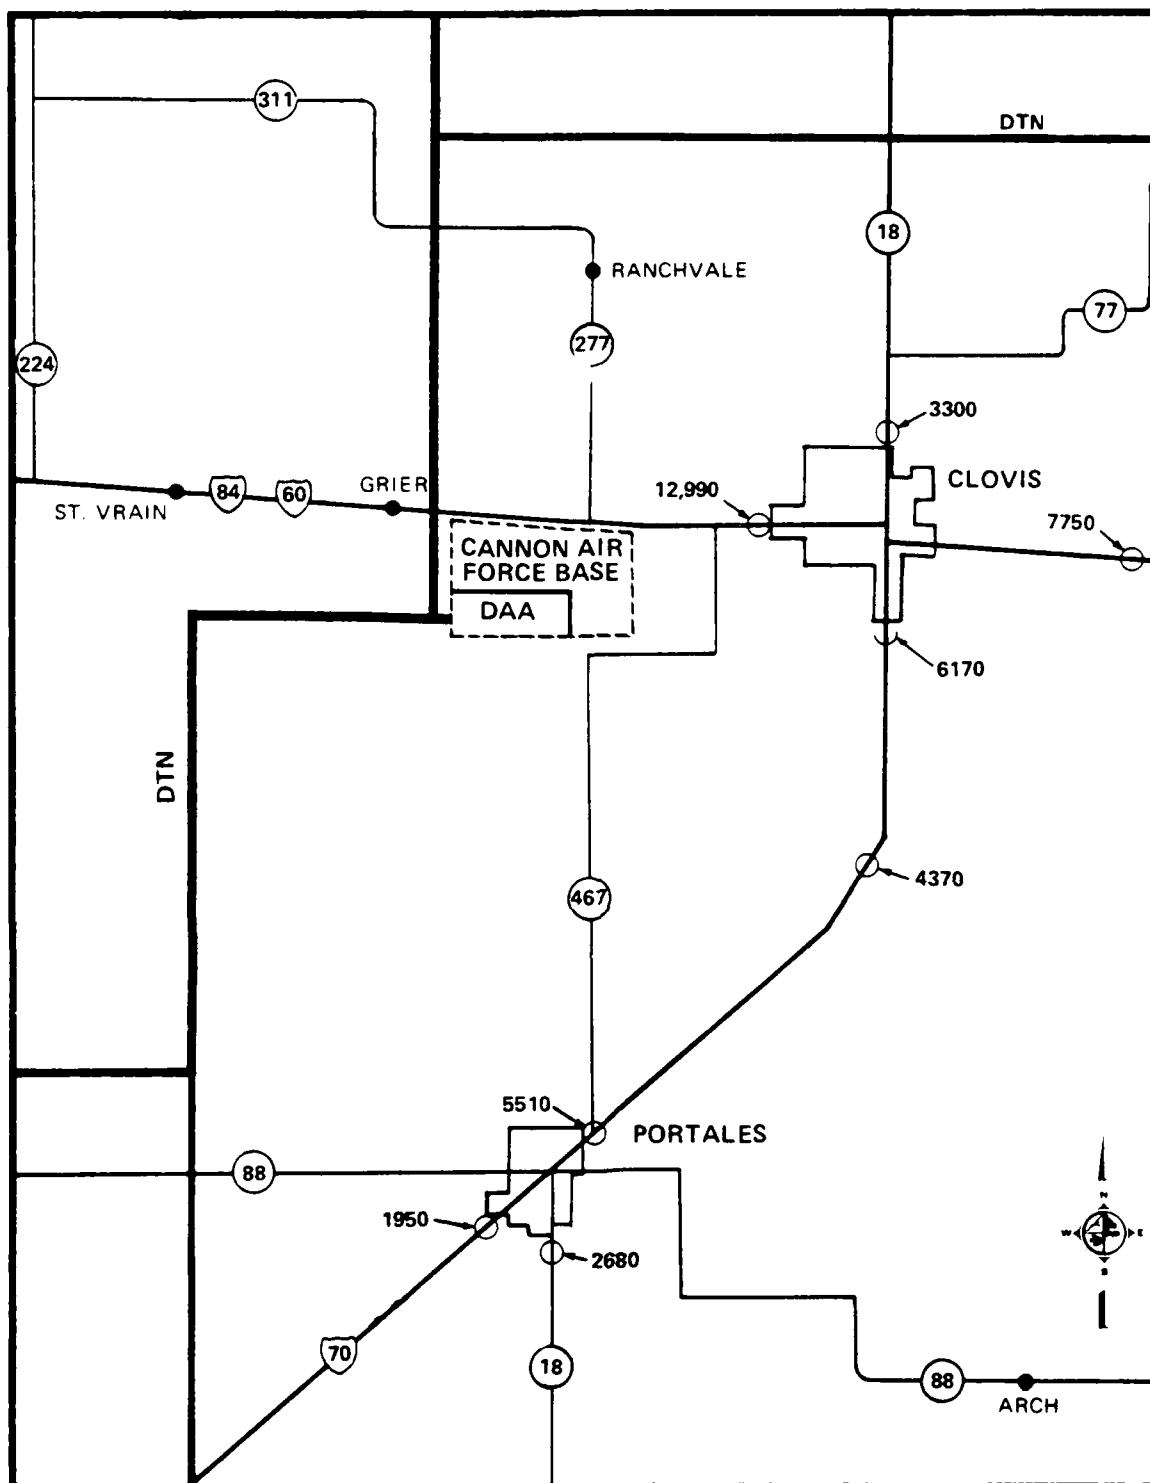 311
DTN
18
RANCHVALE
77
277
224
3300
CLOVIS
GRIER
84
60
12,990
ST. VRAIN
7750
CANNON AIR
FORCE BASE
DAA
6170
DTN
4370
467
5510
PORTALES
88
1950
2680
N
W
E
S
70
18
88
ARCH